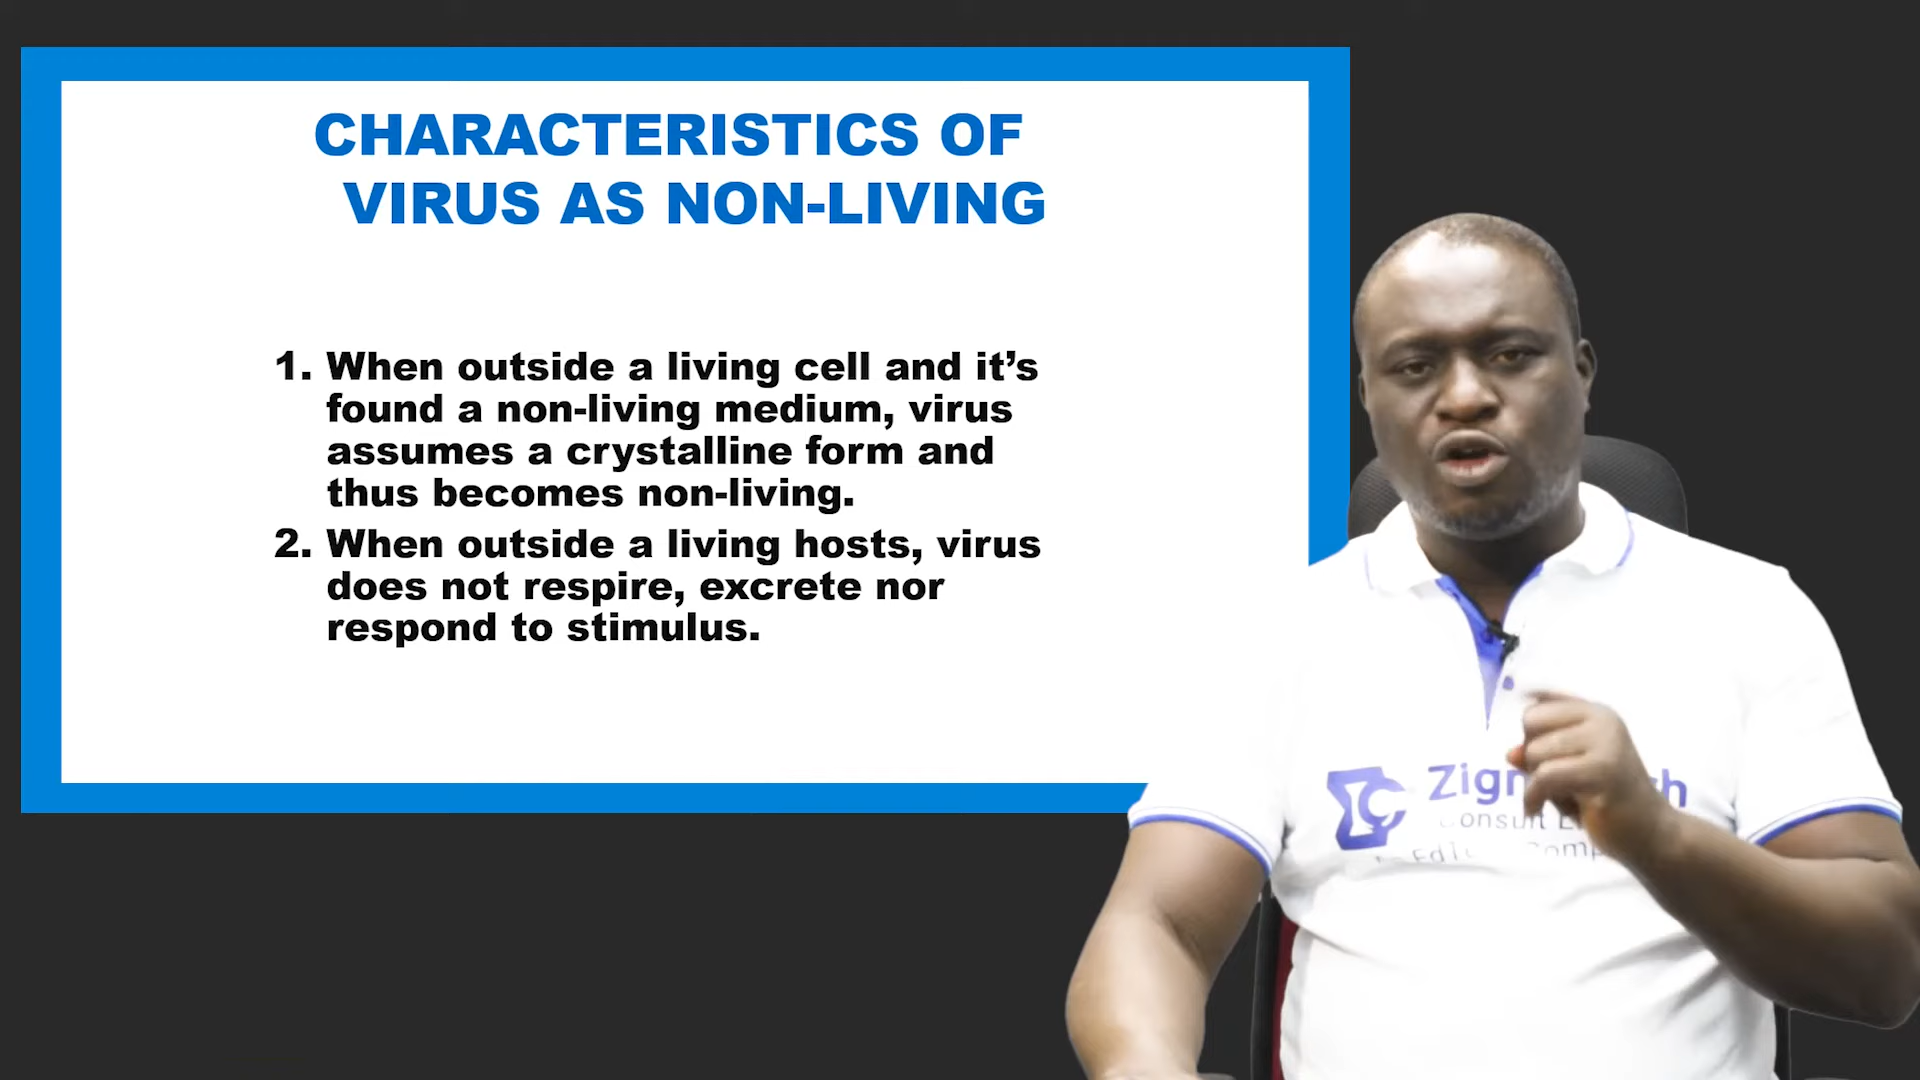 CHARACTERISTICS OF
VIRUS AS NON-LIVING
1. When outside a living cell and it’s
found a non-living medium, virus
assumes a crystalline form and
thus becomes non-living.
2. When outside a living hosts, virus
does not respire, excrete nor
respond to stimulus.